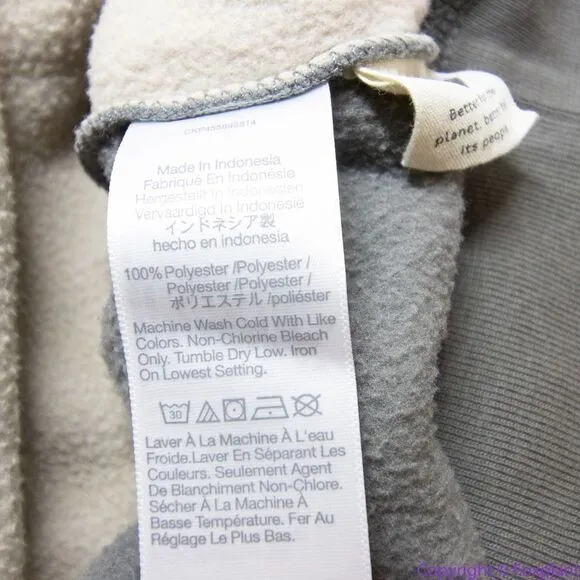 Made In Indonesia
Fabriqué En Indonésie
Hergestellt In Indonesien
Vervaardigd In Indonesië
インドネシア製
hecho en indonesia
100% Polyester /Polyester/
Polyester /Polyester/
ポリエステル /poliéster
Machine Wash Cold With Like
Colors. Non-Chlorine Bleach
Only. Tumble Dry Low. Iron
On Lowest Setting.
30
Laver À La Machine À L'eau
Froide.Laver En Séparant Les
Couleurs. Seulement Agent
De Blanchiment Non-Chlore.
Sécher À La Machine À
Basse Température. Fer Au
Réglage Le Plus Bas.
Better to the
planet, better
its people